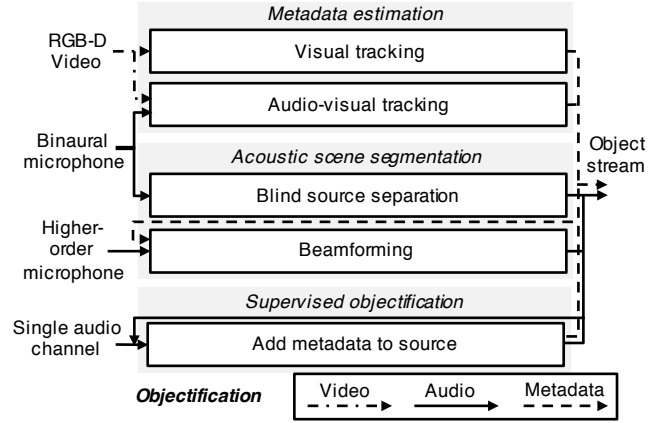 Metadata estimation
RGB-D
Video
Visual tracking
Audio-visual tracking
Binaural
microphone
Acoustic scene segmentation
Object
stream
Blind source separation
Higher-
order
microphone
Beamforming
Supervised objectification
Single audio
channel
Add metadata to source
Objectification
Video
Audio
Metadata